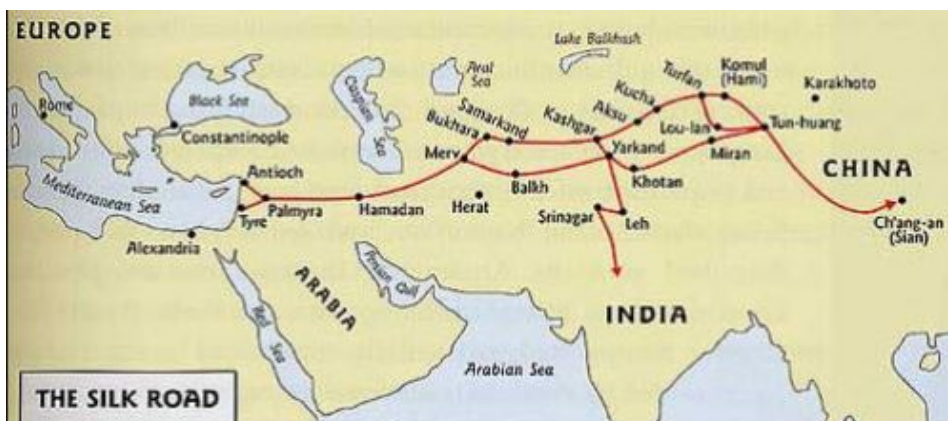 EUROPE
Lake Balkhash
Aral
Sea
Komul
(Hami)
Turfan
Karakhoto
Rome
Black Sea
Caspian
Sea
Kucha
Aksu
Samarkand
Bukhara
Kashgar
Constantinople
Lou-lan
Tun-huang
Merv
Yarkand
Miran
CHINA
Antioch
Balkh
Khotan
Mediterranean Sea
Tyre
Palmyra
Hamadan
Herat
Srinagar
Leh
Ch'ang-an
(Sian)
Alexandria
ARABIA
Persian Gulf
Red
Sea
INDIA
Arabian Sea
THE SILK ROAD